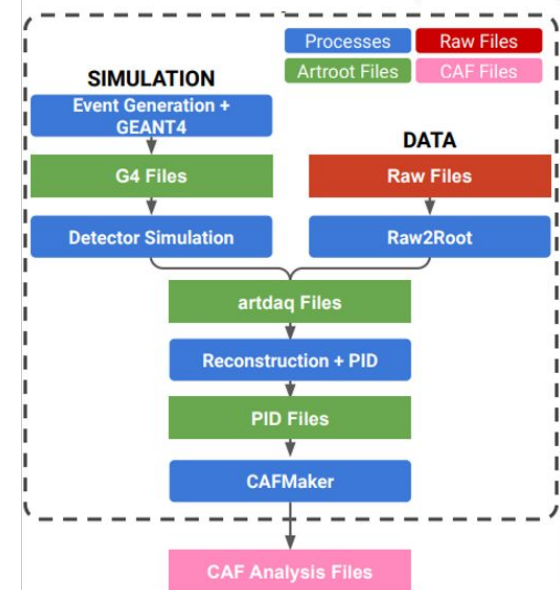 Processes
Raw Files
Artroot Files
CAF Files
SIMULATION
Event Generation +
GEANT4
G4 Files
Detector Simulation
DATA
Raw Files
Raw2Root
artdaq Files
Reconstruction + PID
PID Files
CAFMaker
CAF Analysis Files